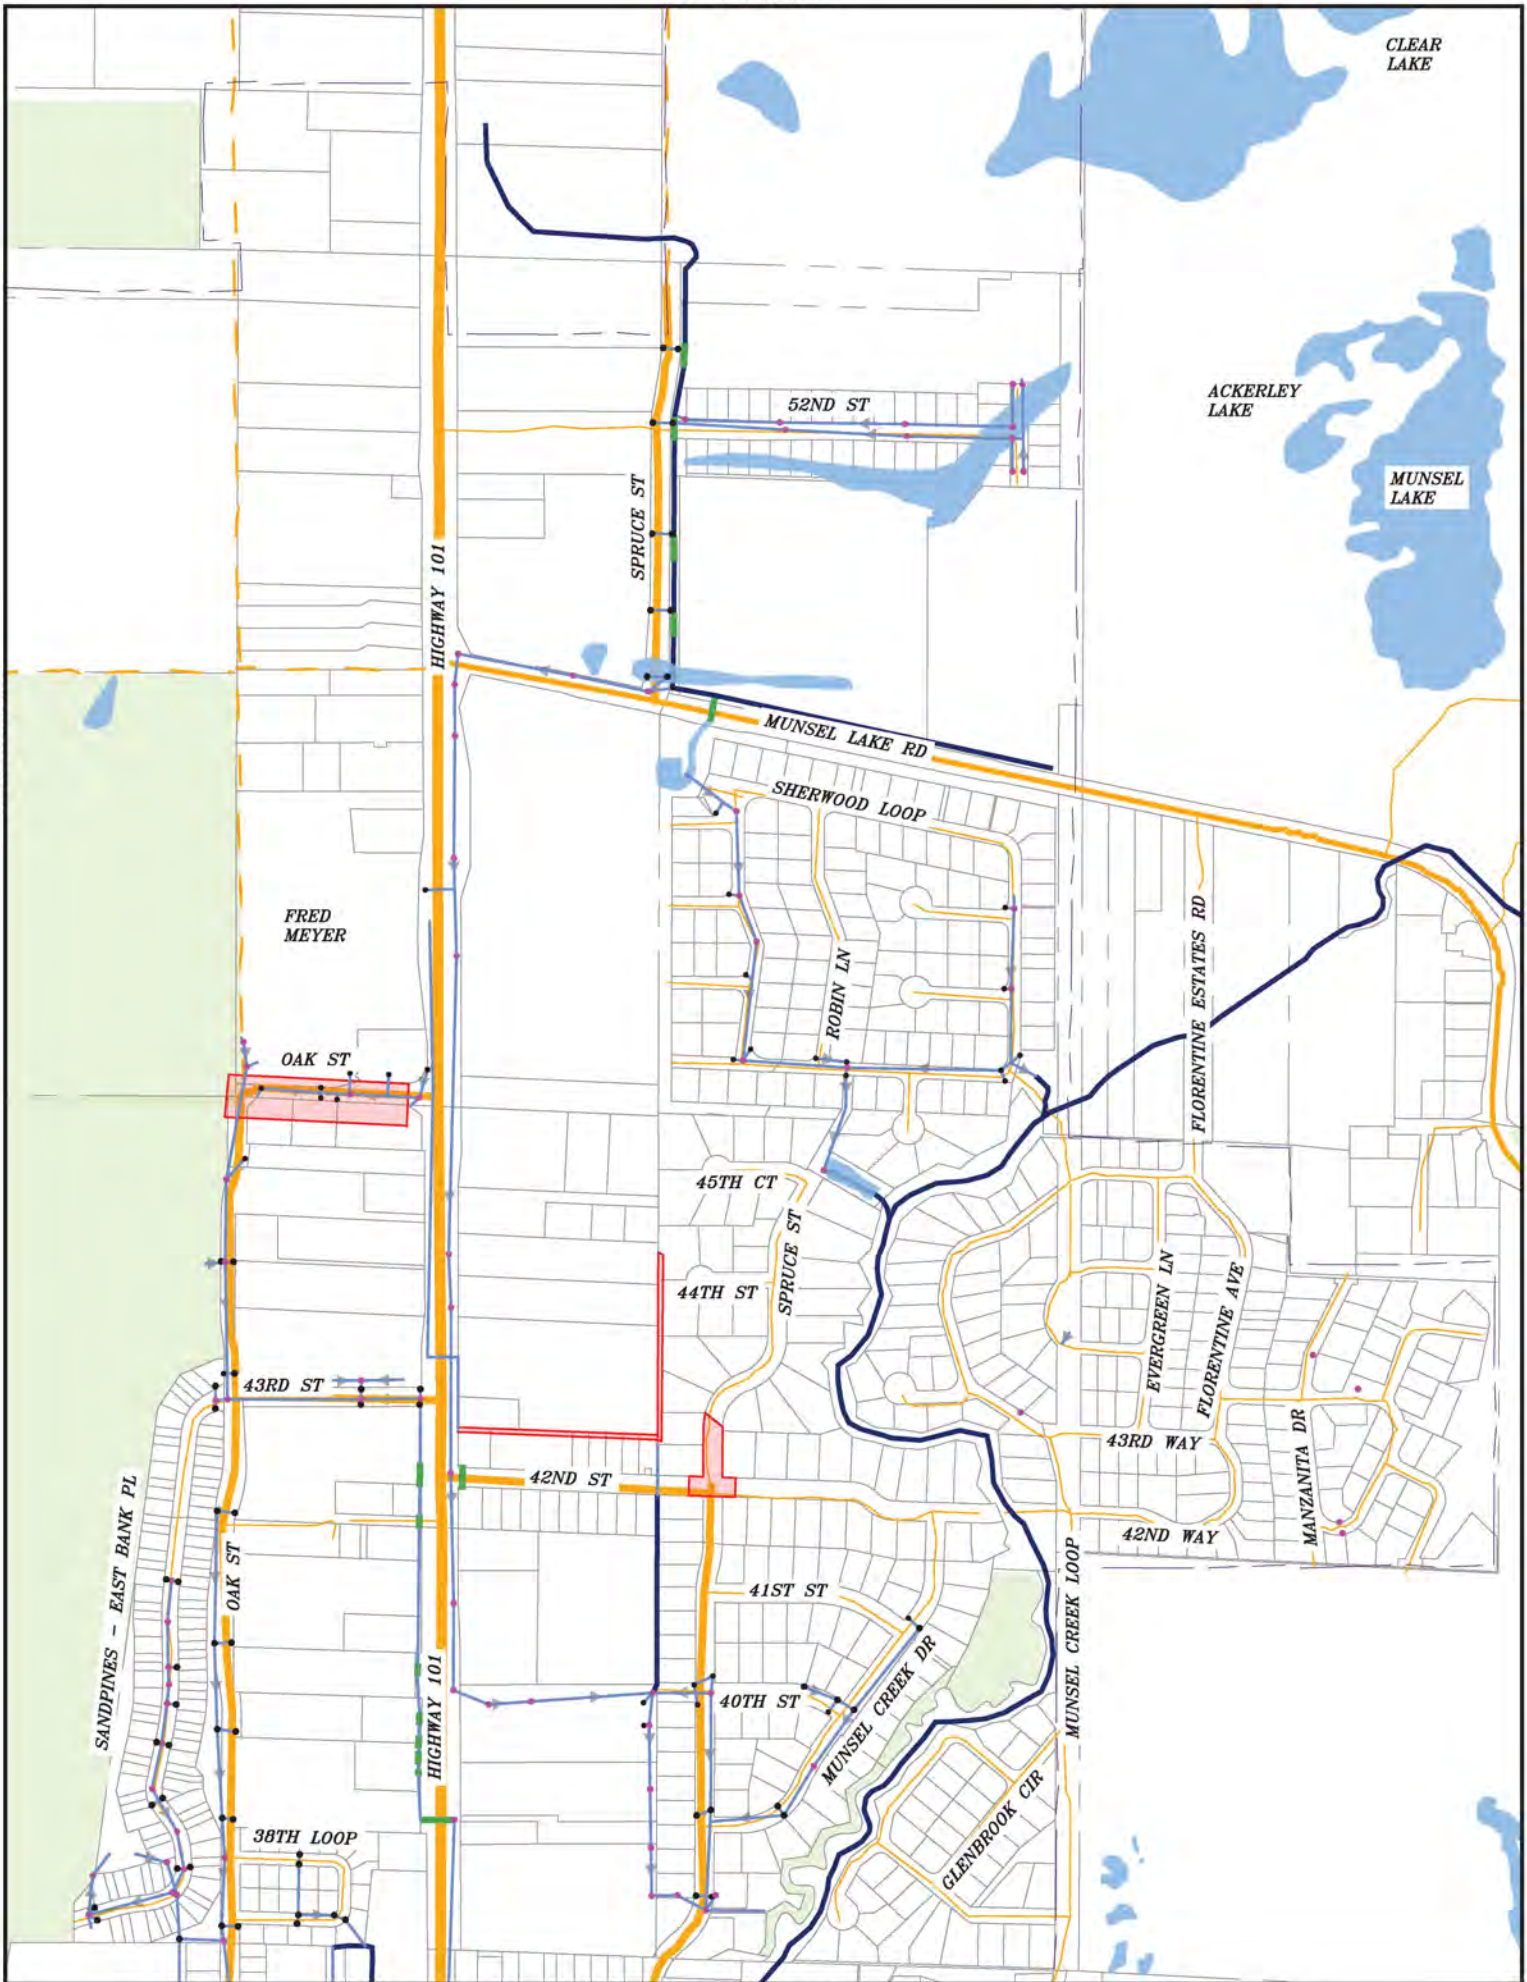 CLEAR
LAKE
ACKERLEY
LAKE
52ND ST
MUNSEL
LAKE
SPRUCE ST
HIGHWAY 101
MUNSEL LAKE RD
SHERWOOD LOOP
FRED
MEYER
ROBIN LN
FLORENTINE ESTATES RD
OAK ST
45TH CT
SPRUCE ST
44TH ST
EVERGREEN LN
FLORENTINE AVE
43RD ST
MANZANITA DR
43RD WAY
42ND ST
42ND WAY
SANDPINES - EAST BANK PL
OAK ST
MUNSEL CREEK LOOP
41ST ST
MUNSEL CREEK DR
40TH ST
HIGHWAY 101
GLENBROOK CIR
38TH LOOP